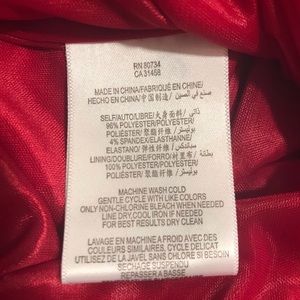 RN 80734
CA 31458
MADE IN CHINA/FABRIQUÉ EN CHINE/
HECHO EN CHINA/中国制造/ صنع في الصين
SELF/AUTO/LIBRE/大身面料/ ذاتي
96% POLYESTER/POLYESTER/
POLIÉSTER/聚酯纤维/ بوليستر
4% SPANDEX/ELASTHANNE/
ELASTANO/弹性纤维/ سباندكس
LINING/DOUBLURE/FORRO/衬里布/ بطانة
100% POLYESTER/POLYESTER/
POLIÉSTER/聚酯纤维/ بوليستر
MACHINE WASH COLD
GENTLE CYCLE WITH LIKE COLORS
ONLY NON-CHLORINE BLEACH WHEN NEEDED
LINE DRY, COOL IRON IF NEEDED
FOR BEST RESULTS DRY CLEAN
LAVAGE EN MACHINE A FROID AVEC DES
COULEURS SIMILAIRES, CYCLE DELICAT
UTILISEZ DE LA JAVEL SANS CHLORE SI BESOIN
SECHAGE SUSPENDU
REPASSER A BASSE